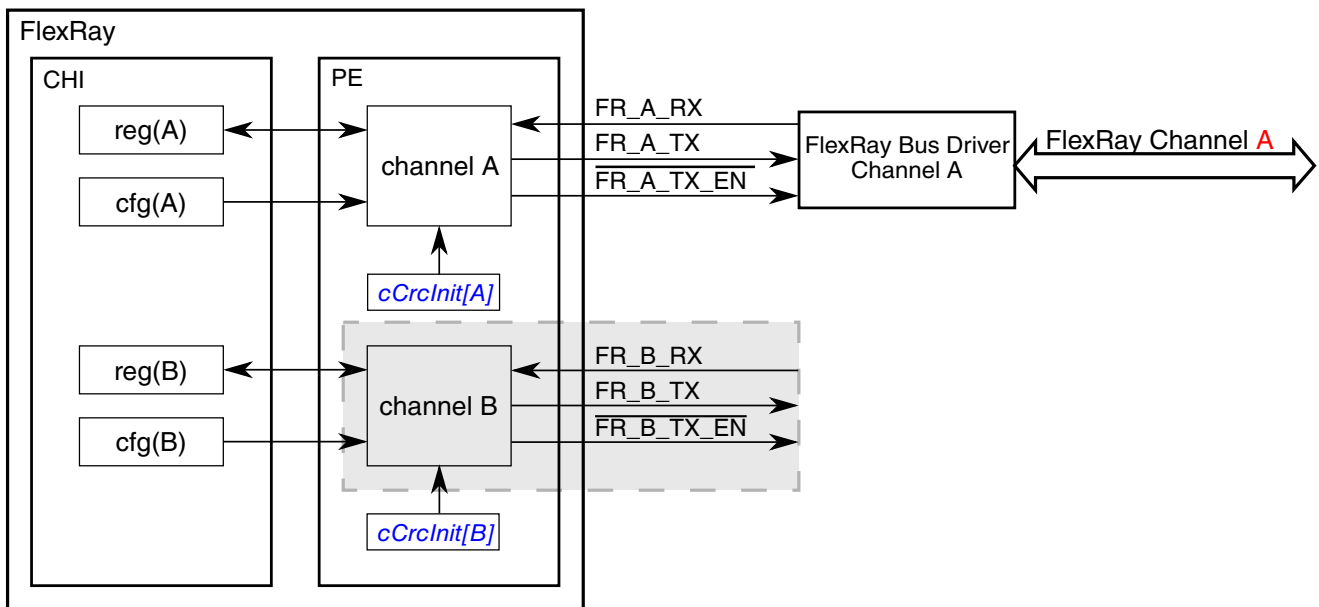 FlexRay
CHI
PE
reg(A)
cfg(A)
channel A
cCrcInit[A]
FR_A_RX
FR_A_TX
FR_A_TX_EN
FlexRay Bus Driver
Channel A
FlexRay Channel A
reg(B)
cfg(B)
channel B
cCrcInit[B]
FR_B_RX
FR_B_TX
FR_B_TX_EN